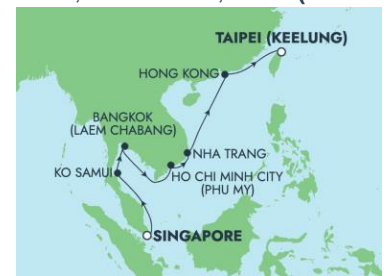 TAIPEI (KEELUNG)
HONG KONG
BANGKOK
(LAEM CHABANG)
NHA TRANG
KO SAMUI
HO CHI MINH CITY
(PHU MY)
SINGAPORE